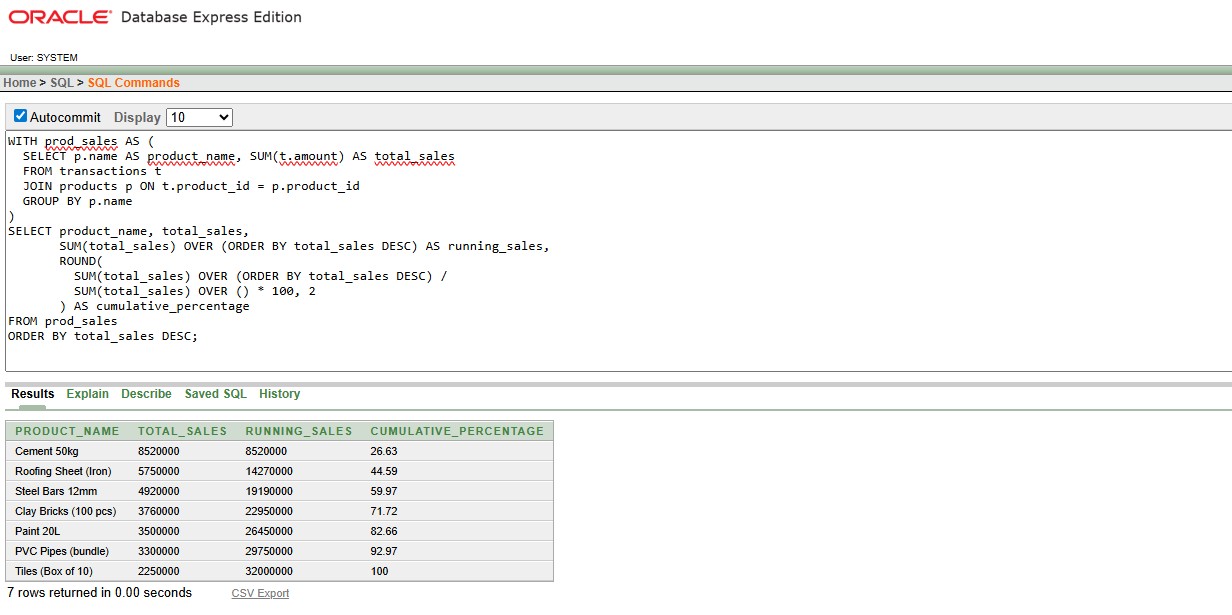 ORACLE Database Express Edition
User: SYSTEM
Home > SQL > SQL Commands
Autocommit Display 10
WITH prod_sales AS (
  SELECT p.name AS product_name, SUM(t.amount) AS total_sales
  FROM transactions t
  JOIN products p ON t.product_id = p.product_id
  GROUP BY p.name
)
SELECT product_name, total_sales,
       SUM(total_sales) OVER (ORDER BY total_sales DESC) AS running_sales,
       ROUND(
         SUM(total_sales) OVER (ORDER BY total_sales DESC) /
         SUM(total_sales) OVER () * 100, 2
       ) AS cumulative_percentage
FROM prod_sales
ORDER BY total_sales DESC;
Results Explain Describe Saved SQL History
PRODUCT_NAME TOTAL_SALES RUNNING_SALES CUMULATIVE_PERCENTAGE
Cement 50kg 8520000 8520000 26.63
Roofing Sheet (Iron) 5750000 14270000 44.59
Steel Bars 12mm 4920000 19190000 59.97
Clay Bricks (100 pcs) 3760000 22950000 71.72
Paint 20L 3500000 26450000 82.66
PVC Pipes (bundle) 3300000 29750000 92.97
Tiles (Box of 10) 2250000 32000000 100
7 rows returned in 0.00 seconds CSV Export